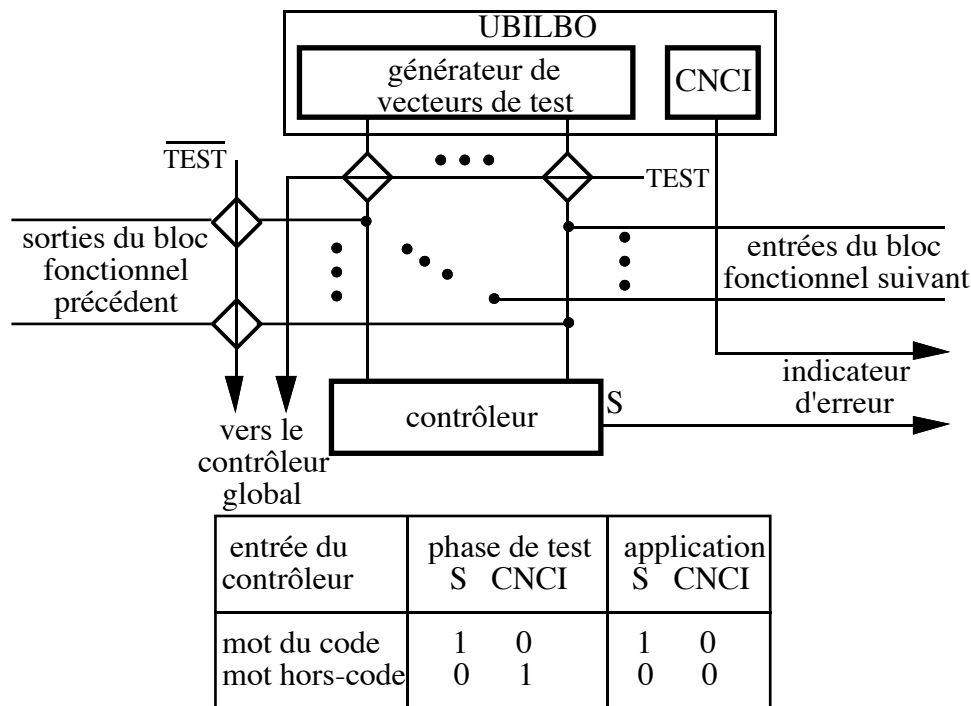 UBILBO
générateur de
vecteurs de test
CNCI
TEST
TEST
sorties du bloc
fonctionnel
précédent
entrées du bloc
fonctionnel suivant
indicateur
d'erreur
contrôleur
S
vers le
contrôleur
global
entrée du
contrôleur
phase de test
S CNCI
application
S CNCI
mot du code 1 0 1 0
mot hors-code 0 1 0 0